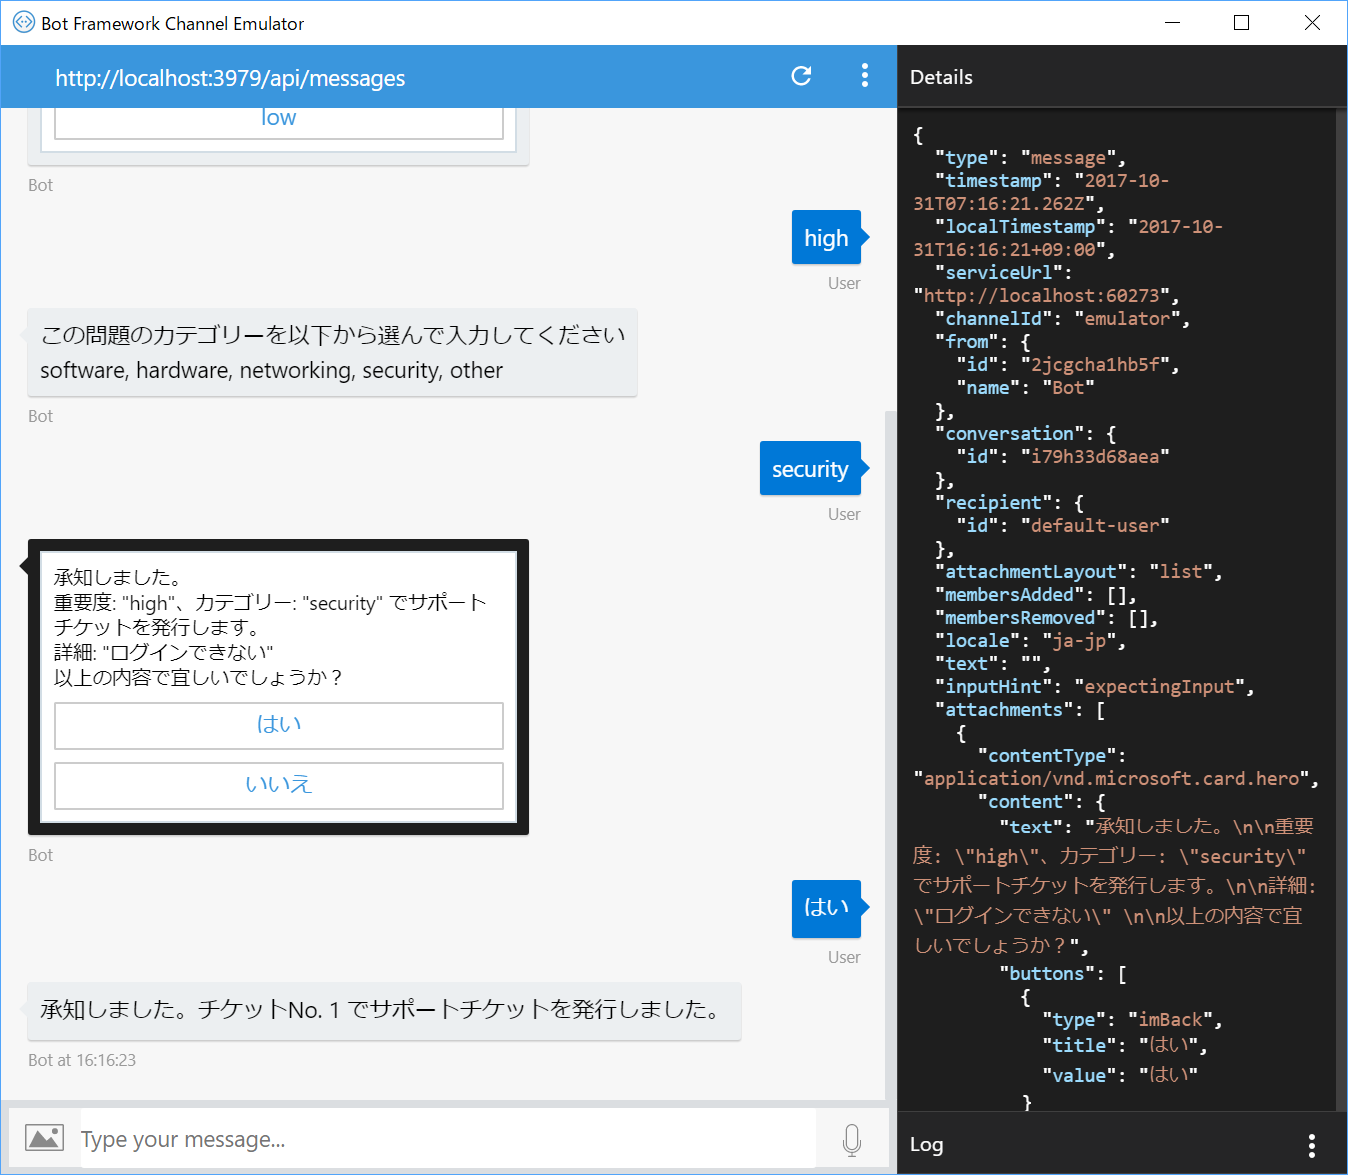 Bot Framework Channel Emulator
http://localhost:3979/api/messages
low
Bot
high
User
この問題のカテゴリーを以下から選んで入力してください
software, hardware, networking, security, other
Bot
security
User
承知しました。
重要度: "high"、カテゴリー: "security" でサポート
チケットを発行します。
詳細: "ログインできない"
以上の内容で宜しいでしょうか？
はい
いいえ
Bot
はい
User
承知しました。チケットNo. 1 でサポートチケットを発行しました。
Bot at 16:16:23
Type your message...
Details
{
"type": "message",
"timestamp": "2017-10-
31T07:16:21.262Z",
"localTimestamp": "2017-10-
31T16:16:21+09:00",
"serviceUrl":
"http://localhost:60273",
"channelId": "emulator",
"from": {
"id": "2jcgcha1hb5f",
"name": "Bot"
},
"conversation": {
"id": "i79h33d68aea"
},
"recipient": {
"id": "default-user"
},
"attachmentLayout": "list",
"membersAdded": [],
"membersRemoved": [],
"locale": "ja-jp",
"text": "",
"inputHint": "expectingInput",
"attachments": [
{
"contentType":
"application/vnd.microsoft.card.hero",
"content": {
"text": "承知しました。\n\n重要
度: \"high\"、カテゴリー: \"security\"
でサポートチケットを発行します。\n\n詳細:
\"ログインできない\" \n\n以上の内容で宜
しいでしょうか？",
"buttons": [
{
"type": "imBack",
"title": "はい",
"value": "はい"
}
Log